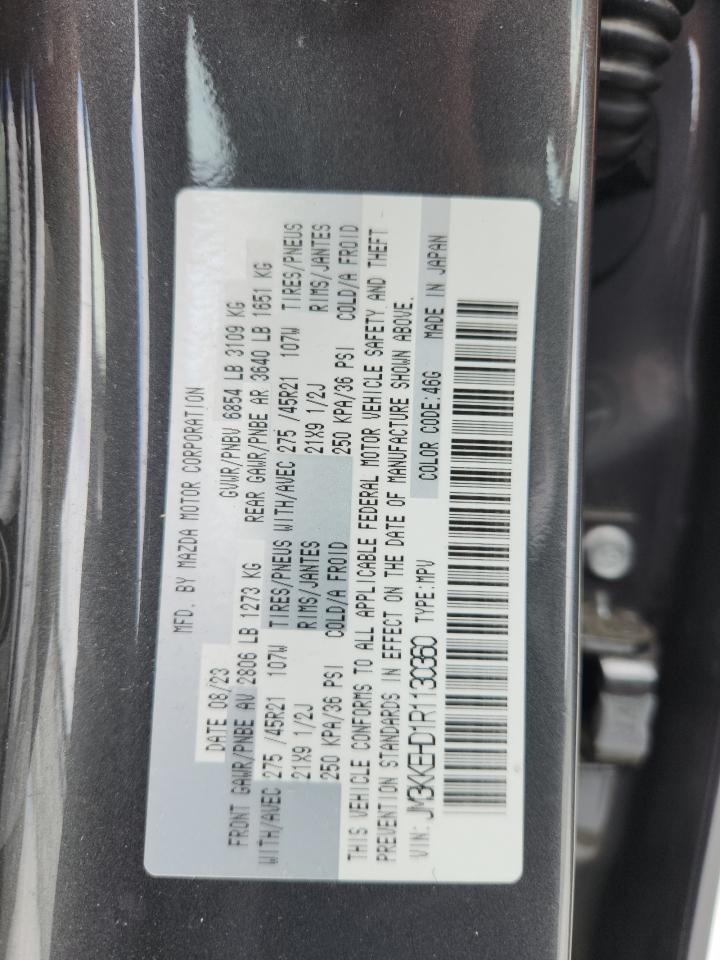 MFD. BY MAZDA MOTOR CORPORATION
DATE 08/23 GVWR/PNBV 6854 LB 3109 KG
FRONT GAWR/PNBE AV 2806 LB 1273 KG REAR GAWR/PNBE AR 3640 LB 1651 KG
WITH/AVEC 275 /45R21 107W TIRES/PNEUS WITH/AVEC 275 /45R21 107W TIRES/PNEUS
21X9 1/2J RIMS/JANTES 21X9 1/2J RIMS/JANTES
250 KPA/36 PSI COLD/A FROID 250 KPA/36 PSI COLD/A FROID
THIS VEHICLE CONFORMS TO ALL APPLICABLE FEDERAL MOTOR VEHICLE SAFETY AND THEFT
PREVENTION STANDARDS IN EFFECT ON THE DATE OF MANUFACTURE SHOWN ABOVE.
VIN: JM3KKEHD1R1130360 TYPE:MPV COLOR CODE:46G MADE IN JAPAN